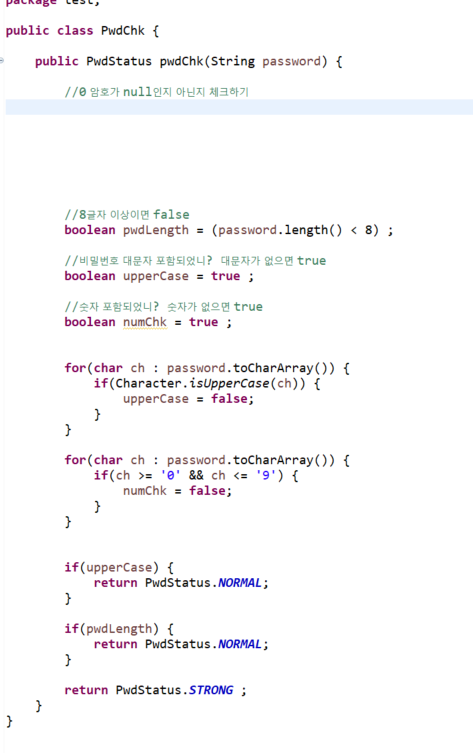 package test;
public class PwdChk {
public PwdStatus pwdChk(String password) {
//0 암호가 null인지 아닌지 체크하기
//8글자 이상이면 false
boolean pwdLength = (password.length() < 8) ;
//비밀번호 대문자 포함되었니? 대문자가 없으면 true
boolean upperCase = true ;
//숫자 포함되었니? 숫자가 없으면 true
boolean numChk = true ;
for(char ch : password.toCharArray()) {
if(Character.isUpperCase(ch)) {
upperCase = false;
}
}
for(char ch : password.toCharArray()) {
if(ch >= '0' && ch <= '9') {
numChk = false;
}
}
if(upperCase) {
return PwdStatus.NORMAL;
}
if(pwdLength) {
return PwdStatus.NORMAL;
}
return PwdStatus.STRONG ;
}
}